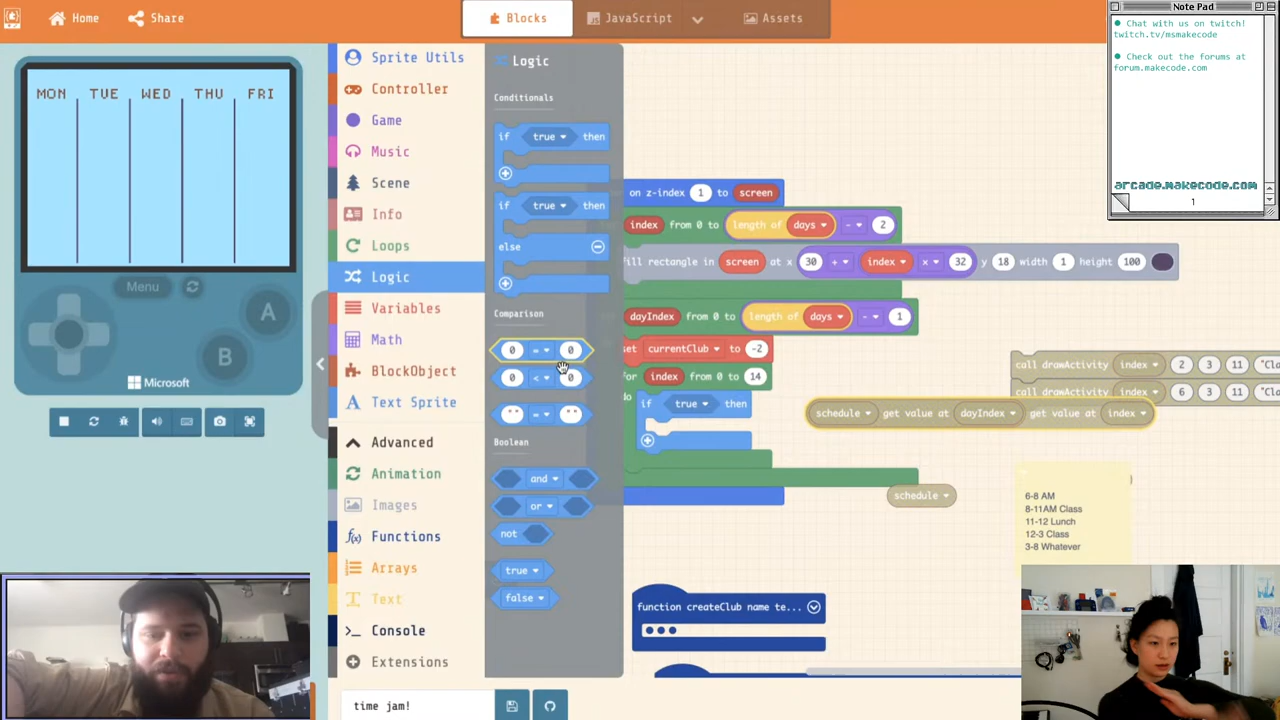 Home
Share
Blocks
JavaScript
Assets
Note Pad
● Chat with us on twitch!
twitch.tv/msmakecode
● Check out the forums at
forum.makecode.com
arcade.makecode.com
1
MON TUE WED THU FRI
Menu
A
B
Microsoft
Sprite Utils
Controller
Game
Music
Scene
Info
Loops
Logic
Variables
Math
BlockObject
Text Sprite
Advanced
Animation
Images
Functions
Arrays
Text
Console
Extensions
Logic
Conditionals
if true then
if true then
else
Comparison
0 = 0
0 < 0
" " = " "
Boolean
and
or
not
true
false
on z-index 1 to screen
index from 0 to length of days - 2
fill rectangle in screen at x 30 + index × 32 y 18 width 1 height 100
dayIndex from 0 to length of days - 1
set currentClub to -2
for index from 0 to 14
do if true then
call drawActivity index 2 3 11 "Cla
call drawActivity index 6 3 11 "Cla
schedule get value at dayIndex get value at index
schedule
6-8 AM
8-11AM Class
11-12 Lunch
12-3 Class
3-8 Whatever
function createClub name te...
time jam!